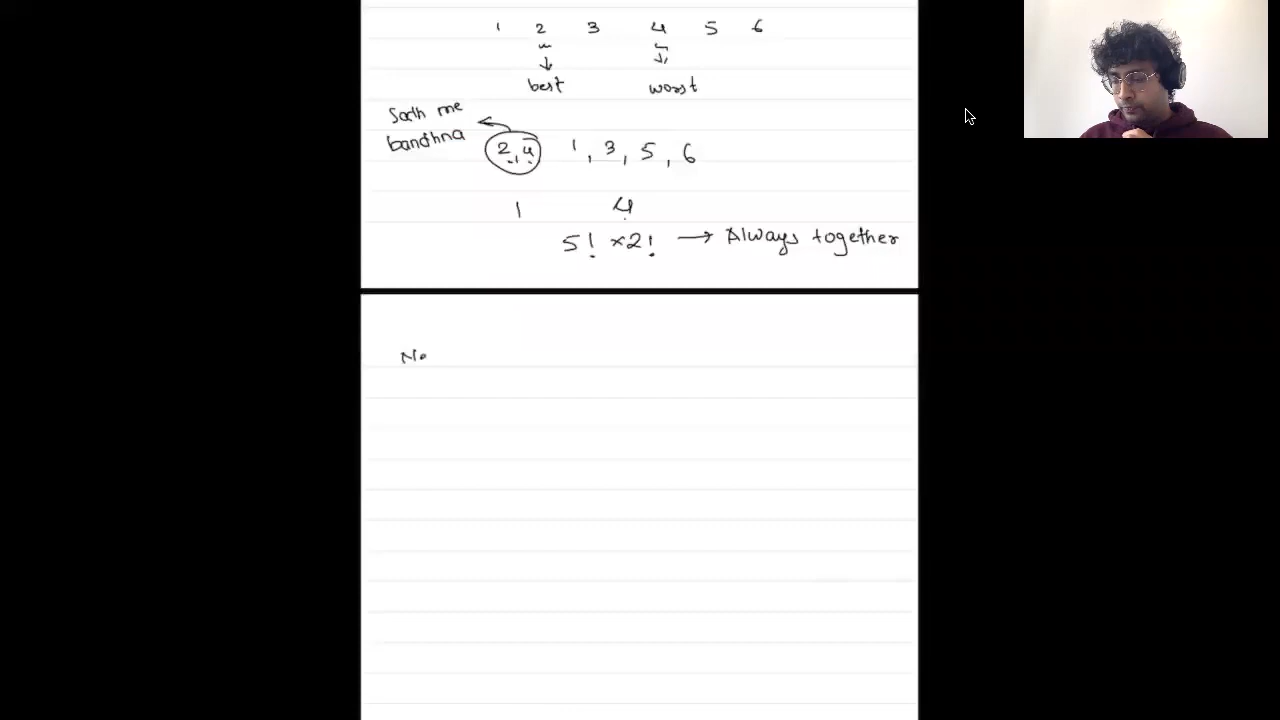 1 2 3 4 5 6
best worst
Sath me
bandhna
2, 4 1, 3, 5, 6
1 4
5! × 2! → Always together
No